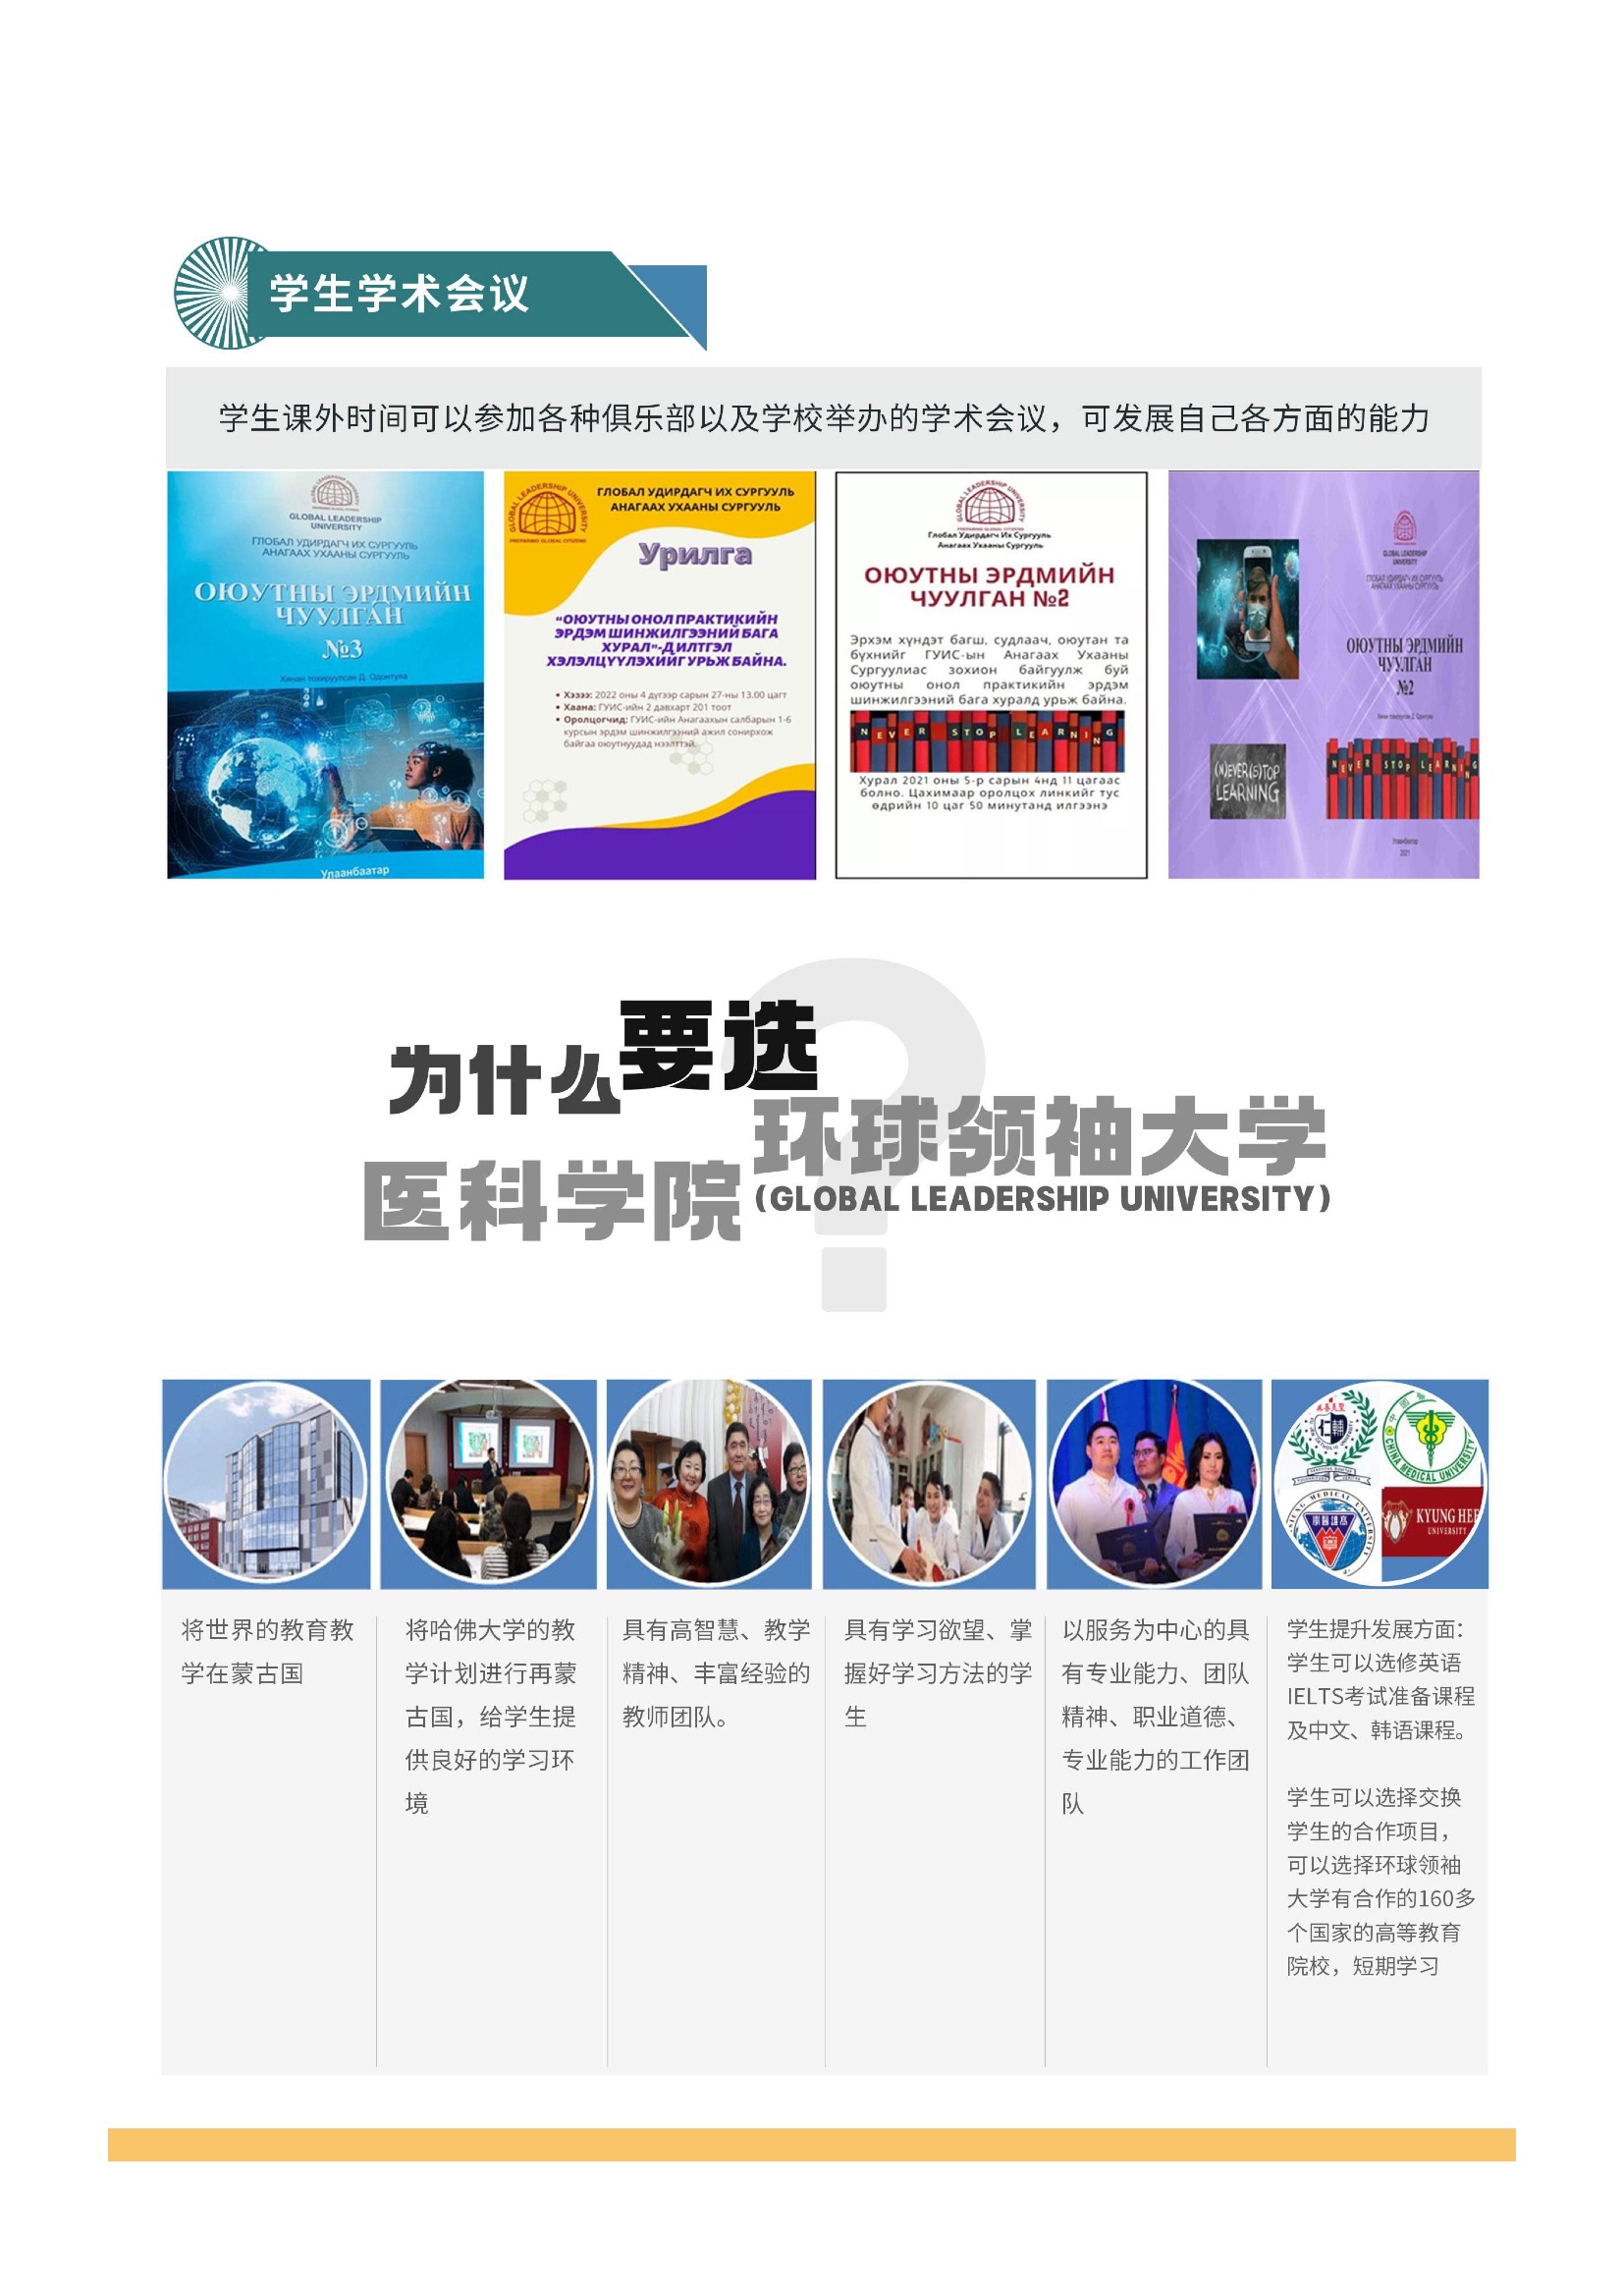 学生学术会议
学生课外时间可以参加各种俱乐部以及学校举办的学术会议，可发展自己各方面的能力
GLOBAL LEADERSHIP
UNIVERSITY
ГЛОБАЛ УДИРДАГЧ ИХ СУРГУУЛЬ
АНАГААХ УХААНЫ СУРГУУЛЬ
ОЮУТНЫ ЭРДМИЙН
ЧУУЛГАН
№3
Хянан тохируулсан Д. Одонтуяа
Улаанбаатар
GLOBAL LEADERSHIP UNIVERSITY
PREPARING GLOBAL CITIZENS
ГЛОБАЛ УДИРДАГЧ ИХ СУРГУУЛЬ
АНАГААХ УХААНЫ СУРГУУЛЬ
Урилга
“ОЮУТНЫ ОНОЛ ПРАКТИКИЙН
ЭРДЭМ ШИНЖИЛГЭЭНИЙ БАГА
ХУРАЛ”-Д ИЛТГЭЛ
ХЭЛЭЛЦҮҮЛЭХИЙГ УРЬЖ БАЙНА.
• Хэзээ: 2022 оны 4 дүгээр сарын 27-ны 13.00 цагт
• Хаана: ГУИС-ийн 2 давхарт 201 тоот
• Оролцогчид: ГУИС-ийн Анагаахын салбарын 1-6
курсын эрдэм шинжилгээний ажил сонирхож
байгаа оюутнуудад нээлттэй.
Глобал Удирдагч Их Сургууль
Анагаах Ухааны Сургууль
ОЮУТНЫ ЭРДМИЙН
ЧУУЛГАН №2
Эрхэм хүндэт багш, судлаач, оюутан та
бүхнийг ГУИС-ын Анагаах Ухааны
Сургуулиас зохион байгуулж буй
оюутны онол практикийн эрдэм
шинжилгээний бага хуралд урьж байна.
NEVER STOP LEARNING
Хурал 2021 оны 5-р сарын 4нд 11 цагаас
болно. Цахимаар оролцох линкийг тус
өдрийн 10 цаг 50 минутанд илгээнэ
GLOBAL LEADERSHIP
UNIVERSITY
ГЛОБАЛ УДИРДАГЧ ИХ СУРГУУЛЬ
АНАГААХ УХААНЫ СУРГУУЛЬ
ОЮУТНЫ ЭРДМИЙН
ЧУУЛГАН
№2
(N)EVER(S)TOP
LEARNING
NEVER STOP LEARNING
Улаанбаатар
2021
为什么要选
环球领袖大学
(GLOBAL LEADERSHIP UNIVERSITY)
医科学院
?
CHINA MEDICAL UNIVERSITY
KYUNG HEE
UNIVERSITY
将世界的教育教
学在蒙古国
将哈佛大学的教
学计划进行再蒙
古国，给学生提
供良好的学习环
境
具有高智慧、教学
精神、丰富经验的
教师团队。
具有学习欲望、掌
握好学习方法的学
生
以服务为中心的具
有专业能力、团队
精神、职业道德、
专业能力的工作团
队
学生提升发展方面：
学生可以选修英语
IELTS考试准备课程
及中文、韩语课程。
学生可以选择交换
学生的合作项目，
可以选择环球领袖
大学有合作的160多
个国家的高等教育
院校，短期学习